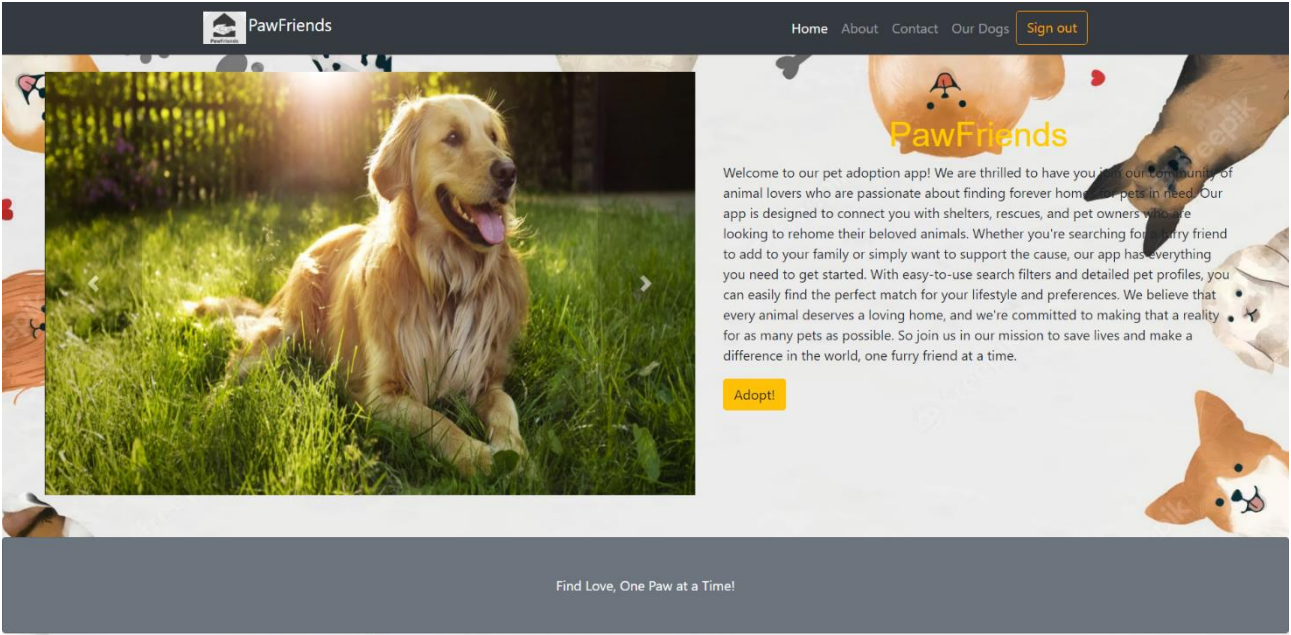 PawFriends
PawFriends
Home About Contact Our Dogs Sign out
PawFriends
Welcome to our pet adoption app! We are thrilled to have you join our community of
animal lovers who are passionate about finding forever homes for pets in need. Our
app is designed to connect you with shelters, rescues, and pet owners who are
looking to rehome their beloved animals. Whether you're searching for a furry friend
to add to your family or simply want to support the cause, our app has everything
you need to get started. With easy-to-use search filters and detailed pet profiles, you
can easily find the perfect match for your lifestyle and preferences. We believe that
every animal deserves a loving home, and we're committed to making that a reality
for as many pets as possible. So join us in our mission to save lives and make a
difference in the world, one furry friend at a time.
Adopt!
Find Love, One Paw at a Time!